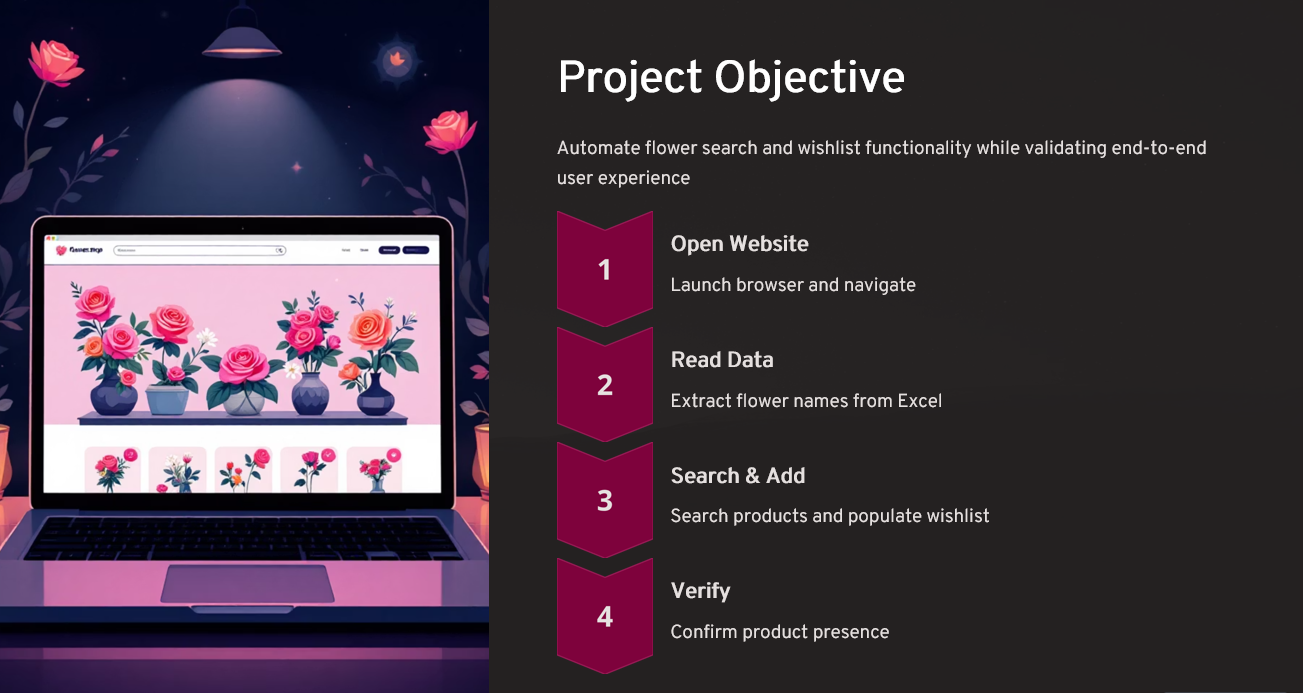 Project Objective
Automate flower search and wishlist functionality while validating end-to-end
user experience
1
Open Website
Launch browser and navigate
2
Read Data
Extract flower names from Excel
3
Search & Add
Search products and populate wishlist
4
Verify
Confirm product presence